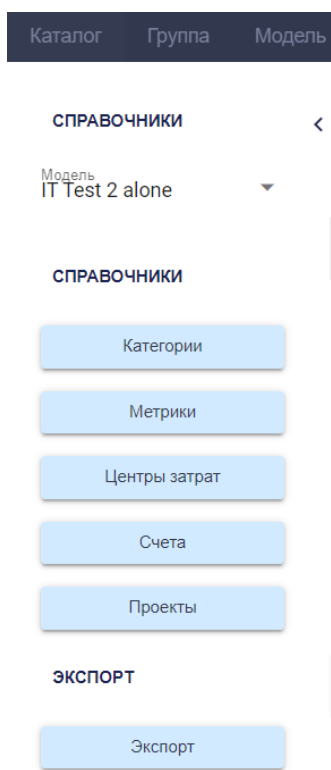 Каталог Группа Модель
СПРАВОЧНИКИ
Модель
IT Test 2 alone
СПРАВОЧНИКИ
Категории
Метрики
Центры затрат
Счета
Проекты
ЭКСПОРТ
Экспорт